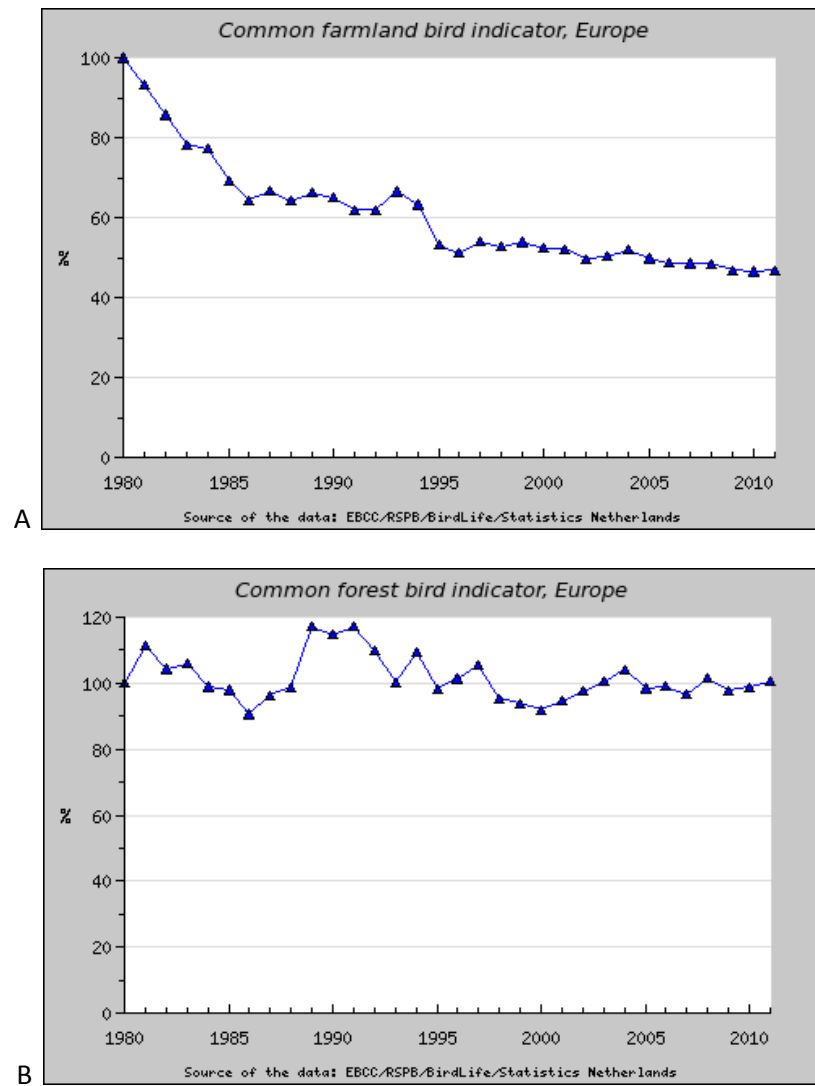 Common farmland bird indicator, Europe
100
80
60
%
40
20
0
1980 1985 1990 1995 2000 2005 2010
Source of the data: EBCC/RSPB/BirdLife/Statistics Netherlands
A
Common forest bird indicator, Europe
120
100
80
%
60
40
20
0
1980 1985 1990 1995 2000 2005 2010
Source of the data: EBCC/RSPB/BirdLife/Statistics Netherlands
B